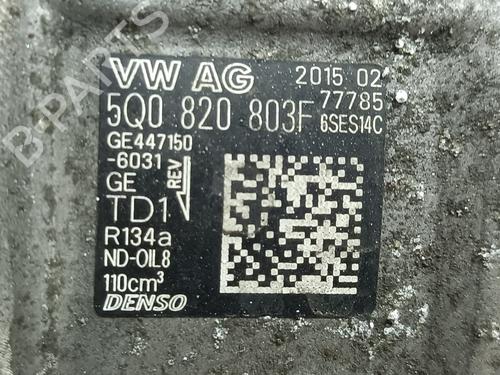 VW AG 2015 02
77785
5Q0 820 803F 6SES14C
GE447150
-6031
GE REV
TD1
R134a
ND-OIL8
110cm³
DENSO
B-PARTS